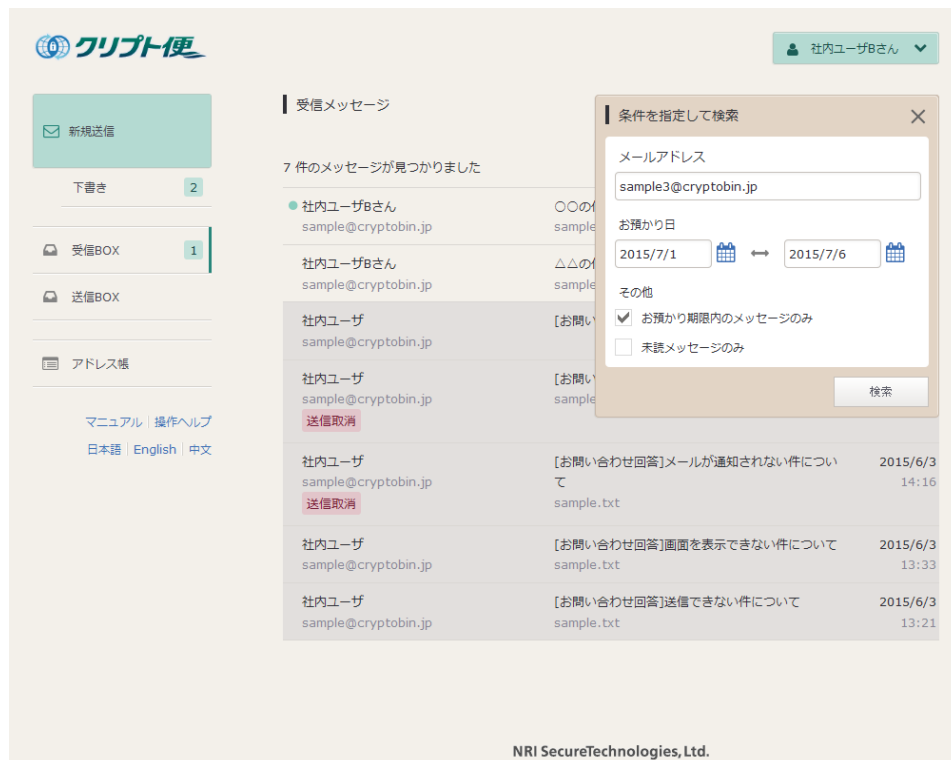 クリプト便
社内ユーザBさん
新規送信
下書き 2
受信BOX 1
送信BOX
アドレス帳
マニュアル 操作ヘルプ
日本語 English 中文
受信メッセージ
7 件のメッセージが見つかりました
社内ユーザBさん
sample@cryptobin.jp
〇〇の
sample
社内ユーザBさん
sample@cryptobin.jp
△△の
sample
社内ユーザ
sample@cryptobin.jp
[お問い
社内ユーザ
sample@cryptobin.jp
送信取消
[お問い
sample
社内ユーザ
sample@cryptobin.jp
送信取消
[お問い合わせ回答]メールが通知されない件につい
て
sample.txt
2015/6/3
14:16
社内ユーザ
sample@cryptobin.jp
[お問い合わせ回答]画面を表示できない件について
sample.txt
2015/6/3
13:33
社内ユーザ
sample@cryptobin.jp
[お問い合わせ回答]送信できない件について
sample.txt
2015/6/3
13:21
条件を指定して検索
メールアドレス
sample3@cryptobin.jp
お預かり日
2015/7/1 2015/7/6
その他
お預かり期限内のメッセージのみ
未読メッセージのみ
検索
NRI SecureTechnologies, Ltd.